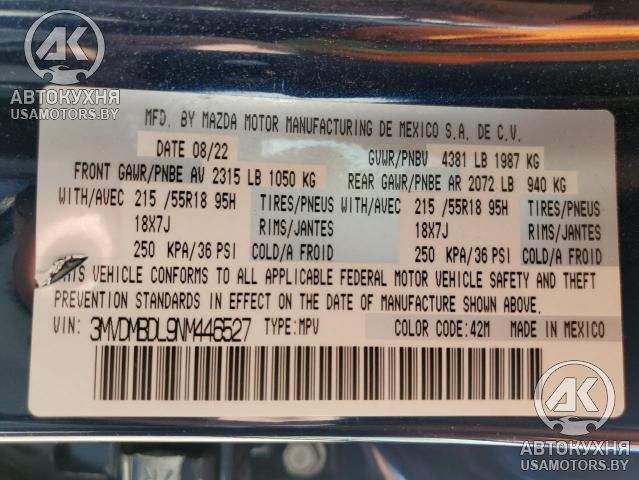 AK
АВТОКУХНЯ
USAMOTORS.BY
MFD. BY MAZDA MOTOR MANUFACTURING DE MEXICO S.A. DE C.V.
DATE 08/22 GVWR/PNBV 4381 LB 1987 KG
FRONT GAWR/PNBE AV 2315 LB 1050 KG REAR GAWR/PNBE AR 2072 LB 940 KG
WITH/AVEC 215 /55R18 95H TIRES/PNEUS WITH/AVEC 215 /55R18 95H TIRES/PNEUS
18X7J RIMS/JANTES 18X7J RIMS/JANTES
250 KPA/36 PSI COLD/A FROID 250 KPA/36 PSI COLD/A FROID
VEHICLE CONFORMS TO ALL APPLICABLE FEDERAL MOTOR VEHICLE SAFETY AND THEFT
PREVENTION STANDARDS IN EFFECT ON THE DATE OF MANUFACTURE SHOWN ABOVE.
VIN: 3MVDMBDL9NM446527 TYPE: MPV COLOR CODE: 42M MADE IN MEXICO
AK
АВТОКУХНЯ
USAMOTORS.BY